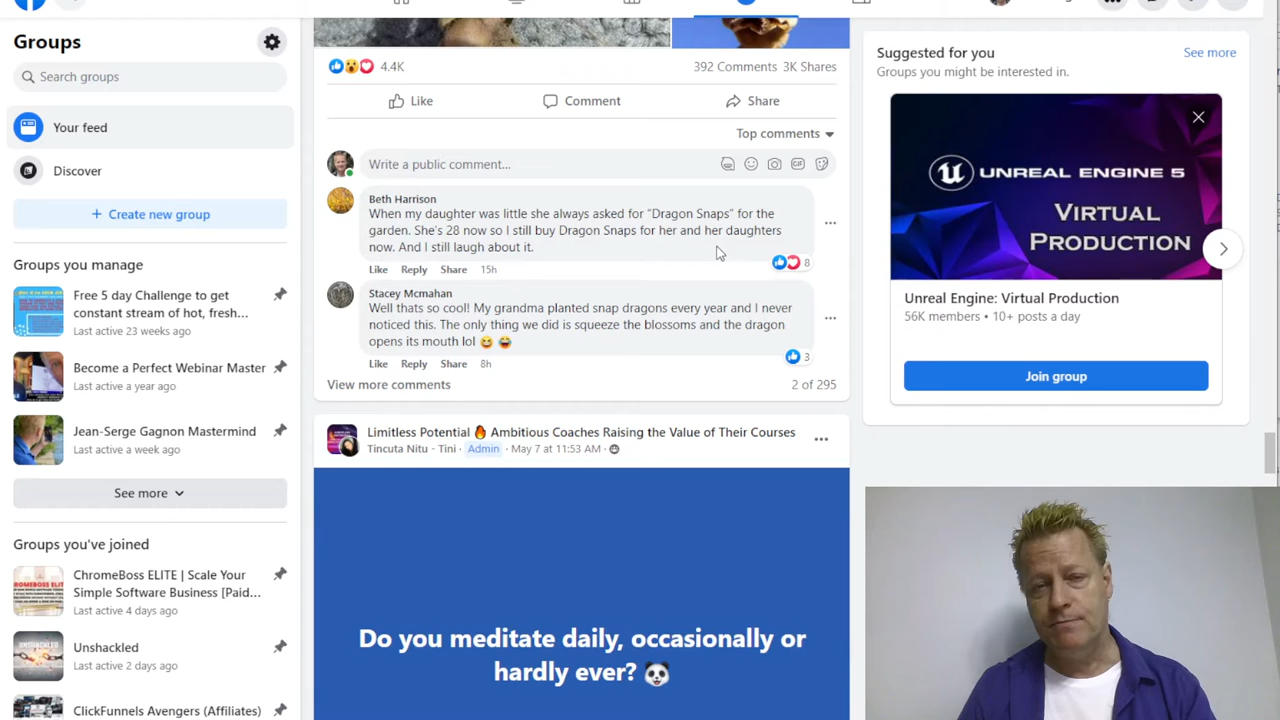 Groups
Search groups
Your feed
Discover
+ Create new group
Groups you manage
Free 5 day Challenge to get
constant stream of hot, fresh...
Last active 23 weeks ago
Become a Perfect Webinar Master
Last active a year ago
Jean-Serge Gagnon Mastermind
Last active a week ago
See more
Groups you've joined
ChromeBoss ELITE | Scale Your
Simple Software Business [Paid...
Last active 4 days ago
Unshackled
Last active 2 days ago
ClickFunnels Avengers (Affiliates)
4.4K
392 Comments 3K Shares
Like
Comment
Share
Top comments
Write a public comment...
GIF
Beth Harrison
When my daughter was little she always asked for "Dragon Snaps" for the
garden. She's 28 now so I still buy Dragon Snaps for her and her daughters
now. And I still laugh about it.
8
Like Reply Share 15h
Stacey Mcmahan
Well thats so cool! My grandma planted snap dragons every year and I never
noticed this. The only thing we did is squeeze the blossoms and the dragon
opens its mouth lol 😆 😂
3
Like Reply Share 8h
View more comments
2 of 295
Limitless Potential 🔥 Ambitious Coaches Raising the Value of Their Courses
Tincuta Nitu - Tini · Admin · May 7 at 11:53 AM ·
Do you meditate daily, occasionally or
hardly ever? 🐼
Suggested for you
See more
Groups you might be interested in.
UNREAL ENGINE 5
VIRTUAL
PRODUCTION
Unreal Engine: Virtual Production
56K members • 10+ posts a day
Join group